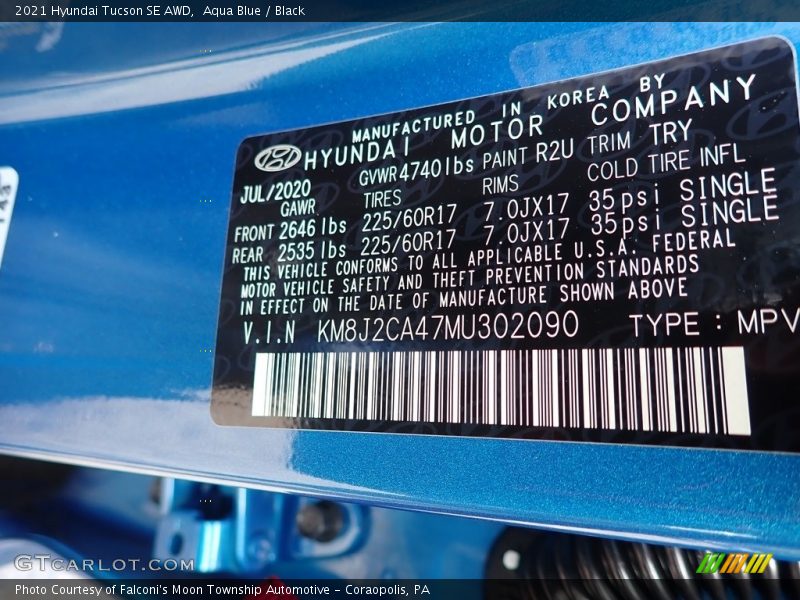 2021 Hyundai Tucson SE AWD, Aqua Blue / Black
MANUFACTURED IN KOREA BY
HYUNDAI MOTOR COMPANY
JUL/2020 GVWR 4740lbs PAINT R2U TRIM TRY
GAWR TIRES RIMS COLD TIRE INFL
FRONT 2646 lbs 225/60R17 7.0JX17 35psi SINGLE
REAR 2535 lbs 225/60R17 7.0JX17 35psi SINGLE
THIS VEHICLE CONFORMS TO ALL APPLICABLE U.S.A. FEDERAL
MOTOR VEHICLE SAFETY AND THEFT PREVENTION STANDARDS
IN EFFECT ON THE DATE OF MANUFACTURE SHOWN ABOVE
V.I.N KM8J2CA47MU302090 TYPE : MPV
GTCARLOT.COM
Photo Courtesy of Falconi's Moon Township Automotive - Coraopolis, PA